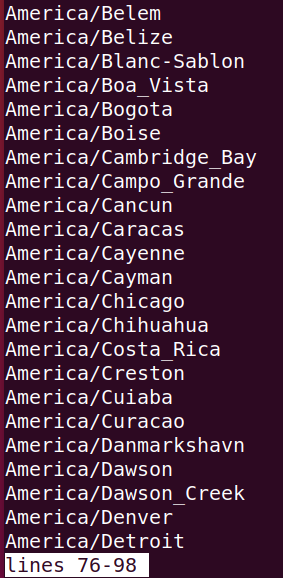 America/Belem
America/Belize
America/Blanc-Sablon
America/Boa_Vista
America/Bogota
America/Boise
America/Cambridge_Bay
America/Campo_Grande
America/Cancun
America/Caracas
America/Cayenne
America/Cayman
America/Chicago
America/Chihuahua
America/Costa_Rica
America/Creston
America/Cuiaba
America/Curacao
America/Danmarkshavn
America/Dawson
America/Dawson_Creek
America/Denver
America/Detroit
lines 76-98